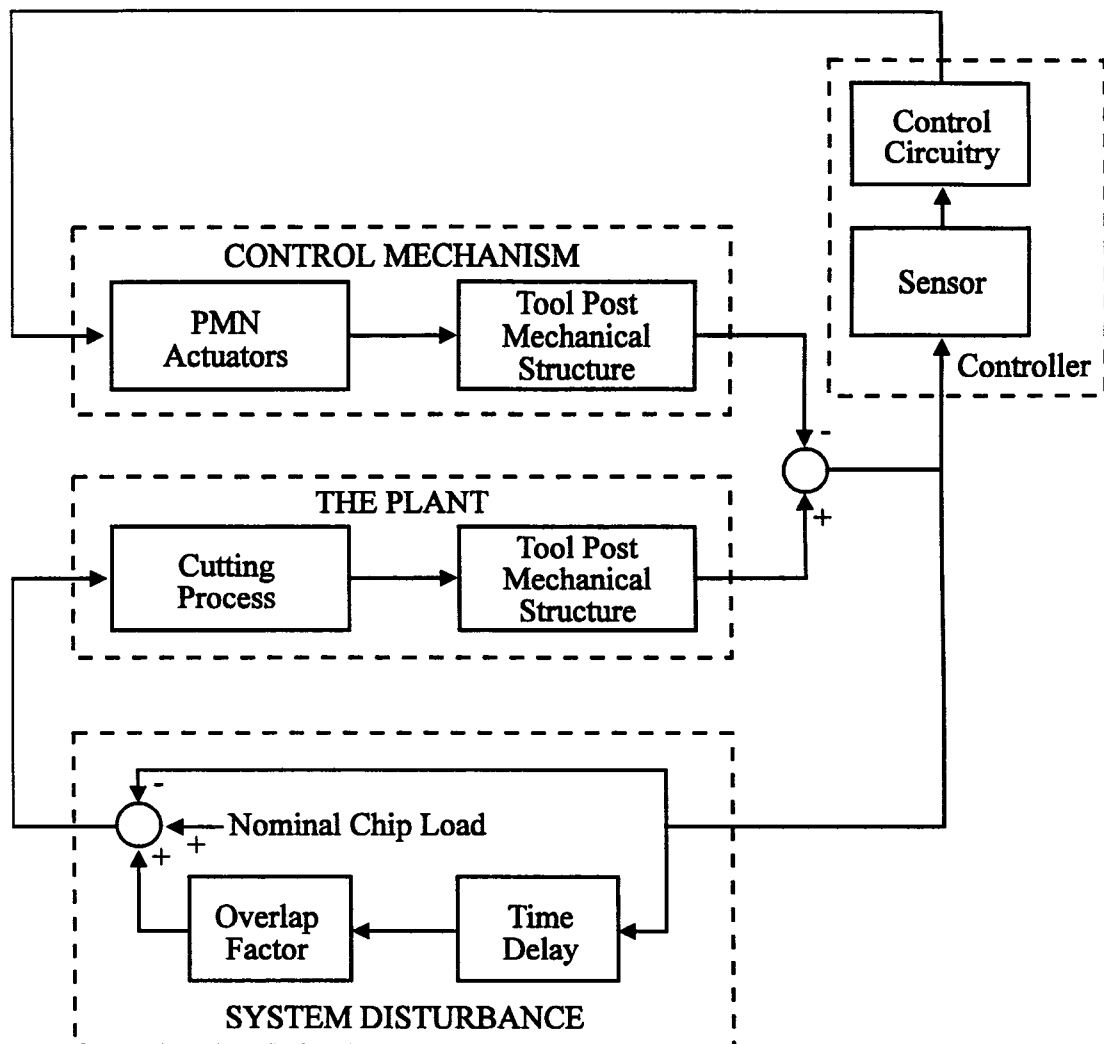 Control
Circuitry
Sensor
Controller
CONTROL MECHANISM
PMN
Actuators
Tool Post
Mechanical
Structure
-
+
THE PLANT
Cutting
Process
Tool Post
Mechanical
Structure
-
+
Nominal Chip Load
+
Overlap
Factor
Time
Delay
SYSTEM DISTURBANCE